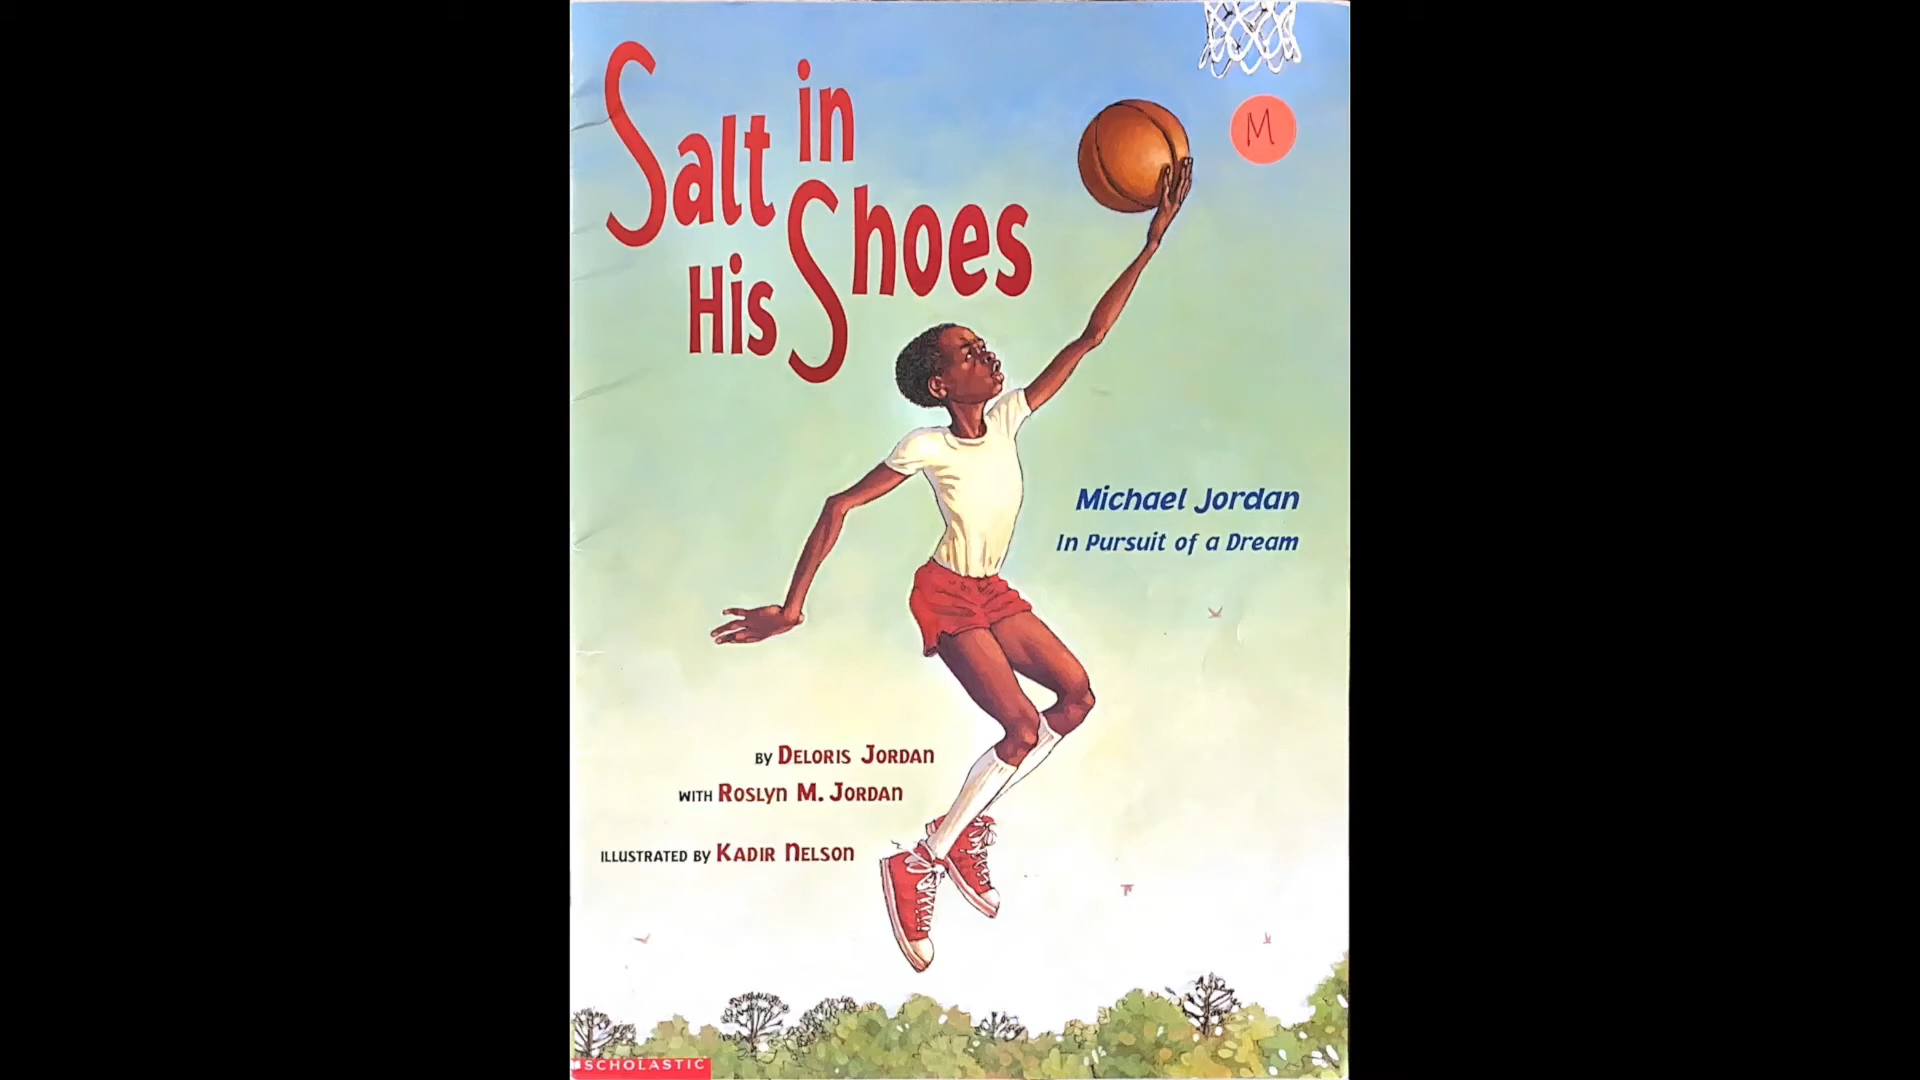 Salt in
His Shoes
M
Michael Jordan
In Pursuit of a Dream
BY DELORIS JORDAN
WITH ROSLYN M. JORDAN
ILLUSTRATED BY KADIR NELSON
SCHOLASTIC